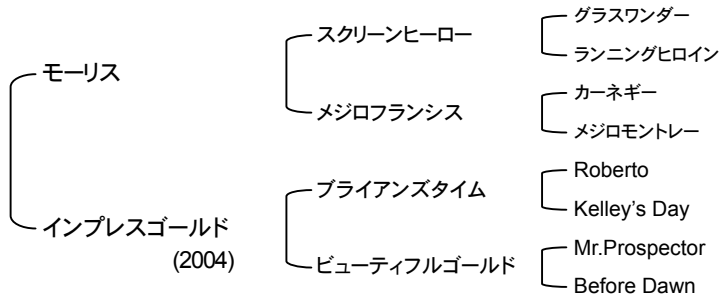 モーリス
スクリーンヒーロー
グラスワンダー
ランニングヒロイン
メジロフランシス
カーネギー
メジロモントレー
インプレスゴールド
(2004)
ブライアンズタイム
Roberto
Kelley's Day
ビューティフルゴールド
Mr.Prospector
Before Dawn